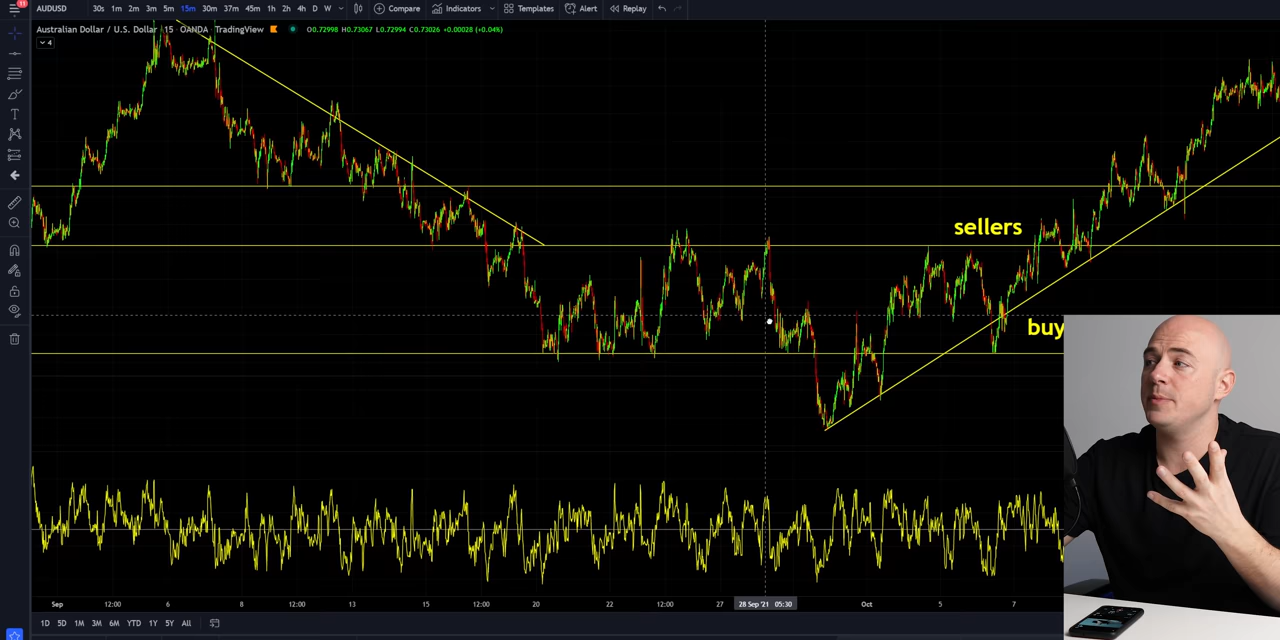 AUDUSD 30s 1m 2m 3m 5m 15m 30m 37m 45m 1h 2h 4h D W Compare Indicators Templates Alert Replay
11
Australian Dollar / U.S. Dollar · 15 · OANDA · TradingView O0.72998 H0.73067 L0.72994 C0.73026 +0.00028 (+0.04%)
4
sellers
buy
Sep 12:00 6 8 12:00 13 15 12:00 20 22 12:00 27 28 Sep '21 05:30 Oct 5 7
1D 5D 1M 3M 6M YTD 1Y 5Y All